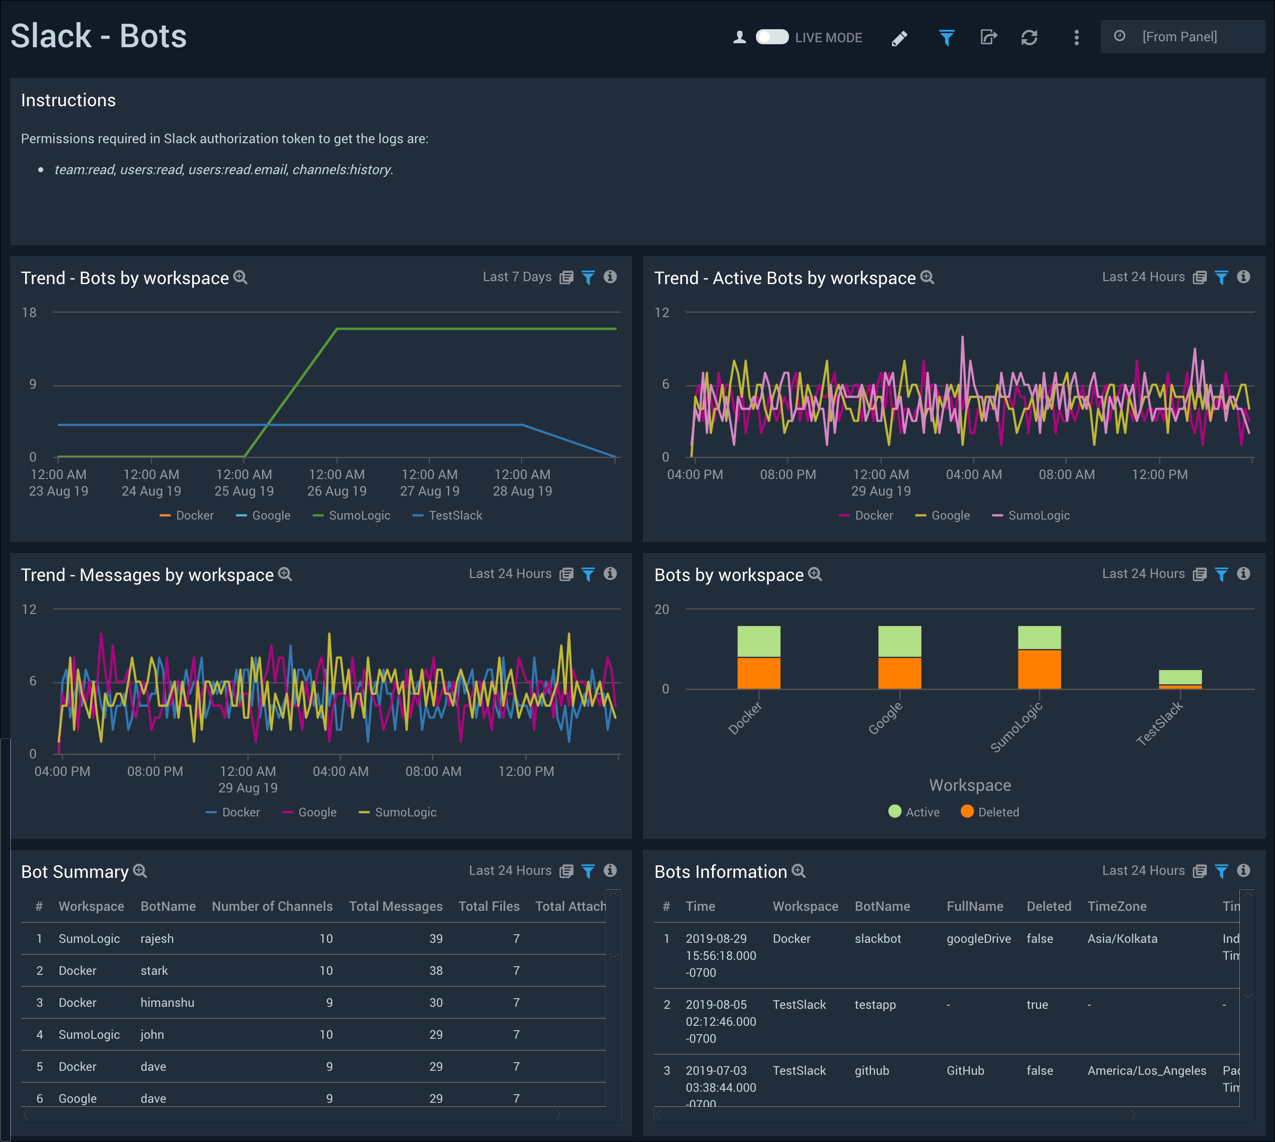 Slack - Bots
LIVE MODE
[From Panel]
Instructions
Permissions required in Slack authorization token to get the logs are:
team:read, users:read, users:read.email, channels:history.
Trend - Bots by workspace
Last 7 Days
18
9
0
12:00 AM 12:00 AM 12:00 AM 12:00 AM 12:00 AM 12:00 AM
23 Aug 19 24 Aug 19 25 Aug 19 26 Aug 19 27 Aug 19 28 Aug 19
Docker Google SumoLogic TestSlack
Trend - Active Bots by workspace
Last 24 Hours
12
6
0
04:00 PM 08:00 PM 12:00 AM 04:00 AM 08:00 AM 12:00 PM
29 Aug 19
Docker Google SumoLogic
Trend - Messages by workspace
Last 24 Hours
12
6
0
04:00 PM 08:00 PM 12:00 AM 04:00 AM 08:00 AM 12:00 PM
29 Aug 19
Docker Google SumoLogic
Bots by workspace
Last 24 Hours
20
0
Docker Google SumoLogic TestSlack
Workspace
Active Deleted
Bot Summary
Last 24 Hours
# Workspace BotName Number of Channels Total Messages Total Files Total Attach
1 SumoLogic rajesh 10 39 7
2 Docker stark 10 38 7
3 Docker himanshu 9 30 7
4 SumoLogic john 10 29 7
5 Docker dave 9 29 7
6 Google dave 9 29 7
Bots Information
Last 24 Hours
# Time Workspace BotName FullName Deleted TimeZone Tin
1 2019-08-29 Docker slackbot googleDrive false Asia/Kolkata Ind
15:56:18.000 Tim
-0700
2 2019-08-05 TestSlack testapp - true - -
02:12:46.000
-0700
3 2019-07-03 TestSlack github GitHub false America/Los_Angeles Pac
03:38:44.000 Tim
-0700